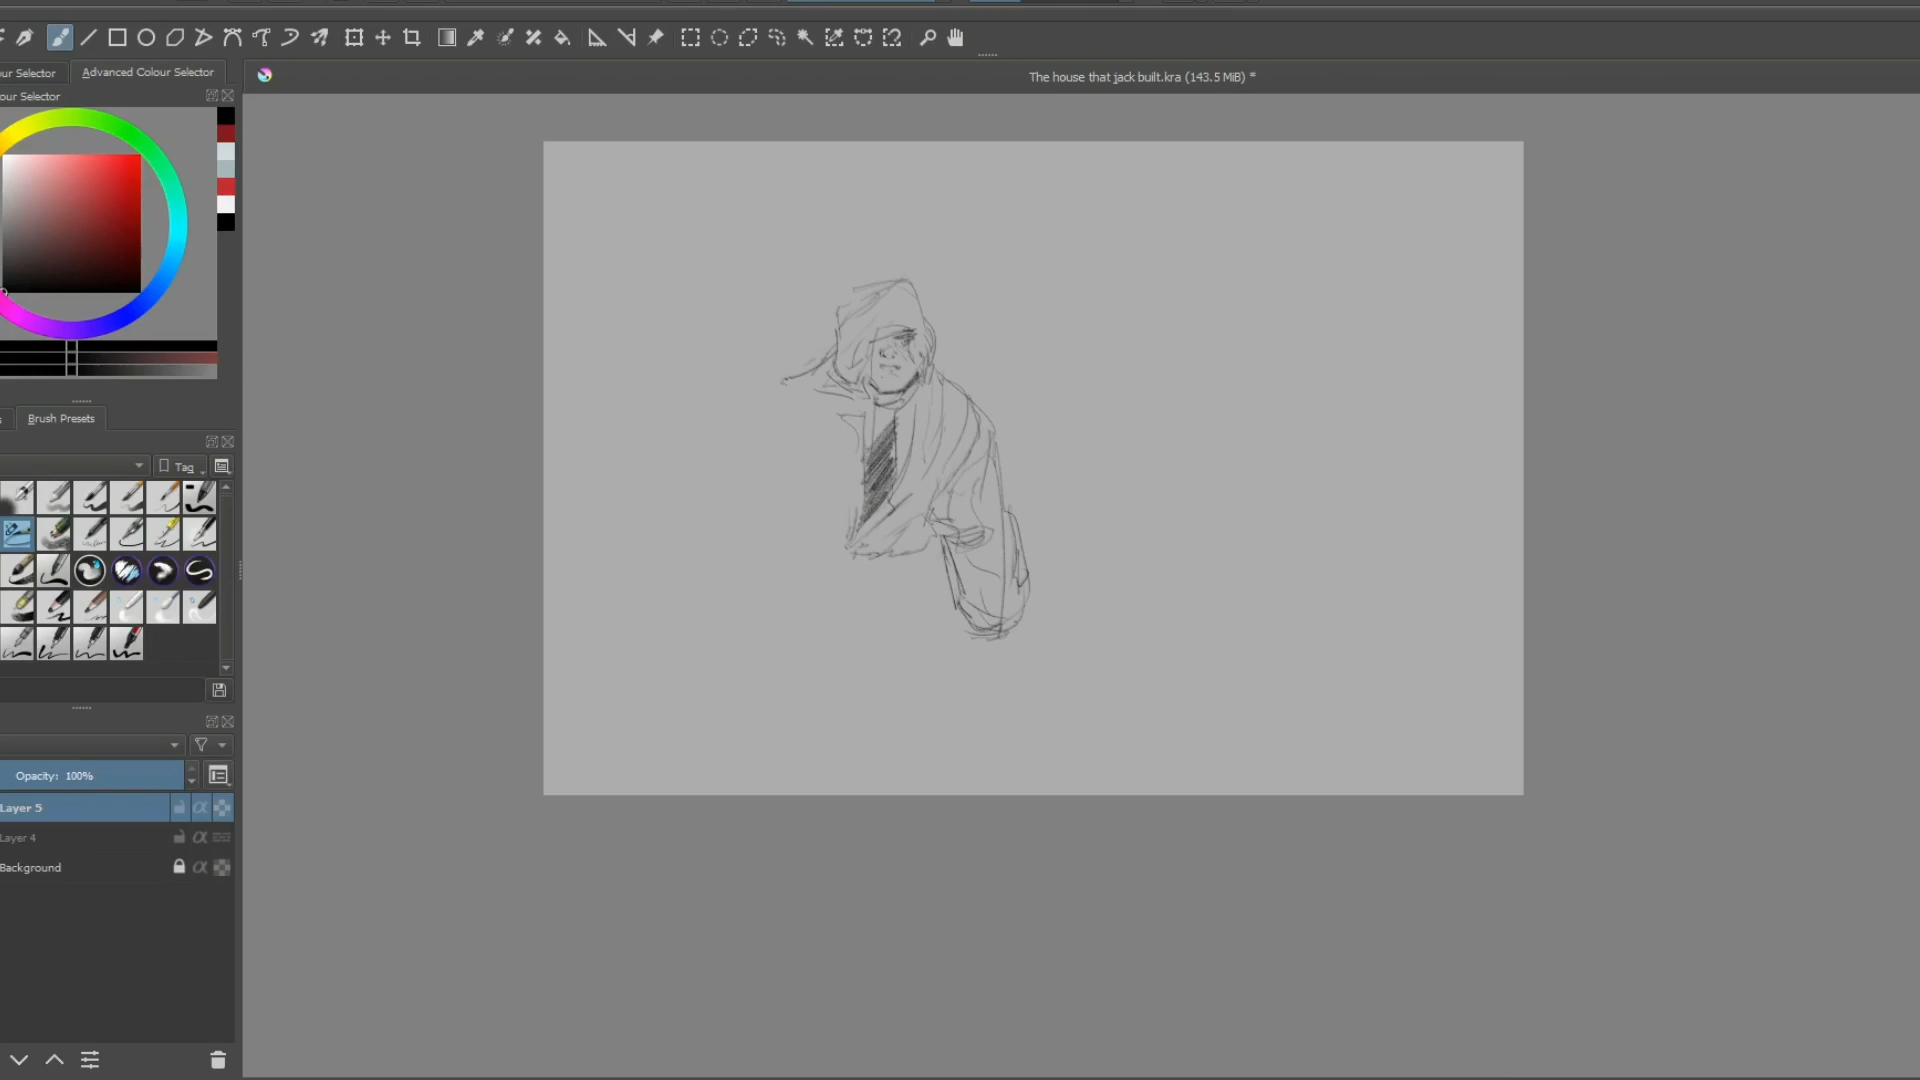 our Selector
Advanced Colour Selector
The house that jack built.kra (143.5 MiB) *
our Selector
Brush Presets
Tag
Opacity: 100%
Layer 5
Layer 4
Background